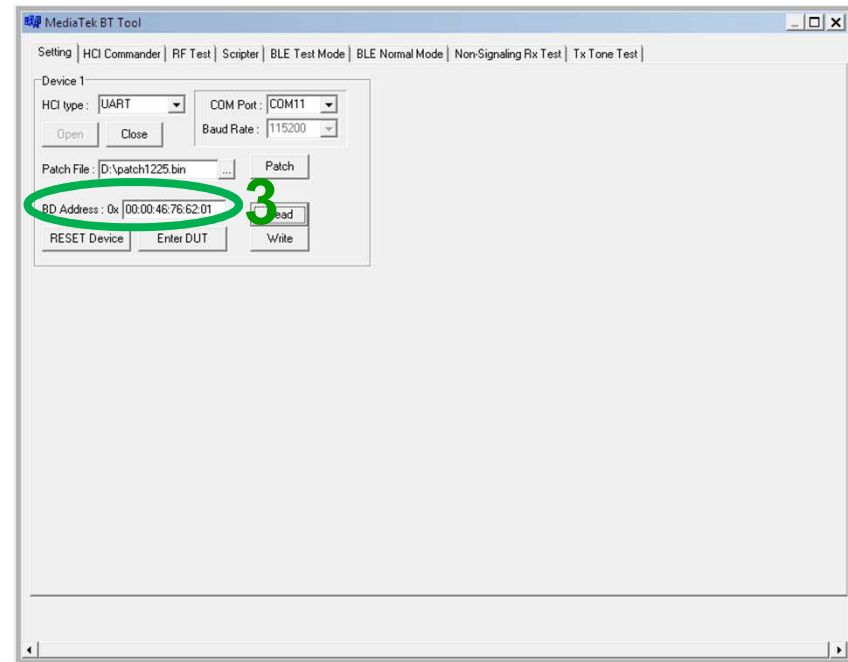 MediaTek BT Tool
Setting HCI Commander RF Test Scripter BLE Test Mode BLE Normal Mode Non-Signaling Rx Test Tx Tone Test
Device 1
HCI type : UART COM Port : COM11
Open Close Baud Rate : 115200
Patch File : D:\patch1225.bin ... Patch
BD Address : 0x 00:00:46:76:62:01 3 ead
RESET Device Enter DUT Write